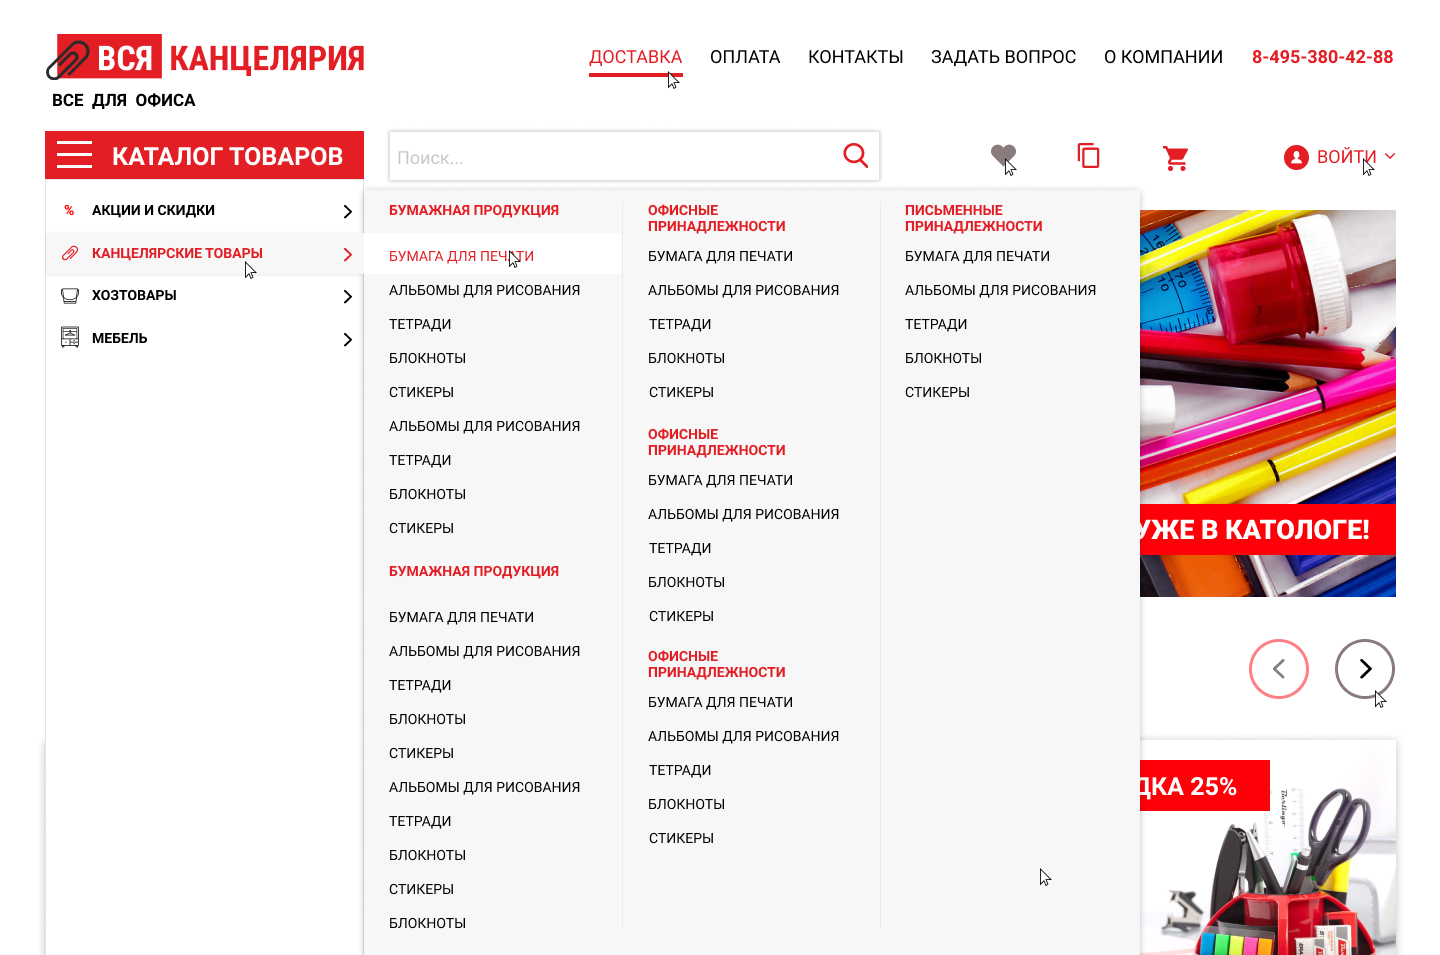 ВСЯ КАНЦЕЛЯРИЯ
ВСЕ ДЛЯ ОФИСА
ДОСТАВКА ОПЛАТА КОНТАКТЫ ЗАДАТЬ ВОПРОС О КОМПАНИИ 8-495-380-42-88
КАТАЛОГ ТОВАРОВ
Поиск...
ВОЙТИ
% АКЦИИ И СКИДКИ
КАНЦЕЛЯРСКИЕ ТОВАРЫ
ХОЗТОВАРЫ
МЕБЕЛЬ
БУМАЖНАЯ ПРОДУКЦИЯ
БУМАГА ДЛЯ ПЕЧАТИ
АЛЬБОМЫ ДЛЯ РИСОВАНИЯ
ТЕТРАДИ
БЛОКНОТЫ
СТИКЕРЫ
АЛЬБОМЫ ДЛЯ РИСОВАНИЯ
ТЕТРАДИ
БЛОКНОТЫ
СТИКЕРЫ
БУМАЖНАЯ ПРОДУКЦИЯ
БУМАГА ДЛЯ ПЕЧАТИ
АЛЬБОМЫ ДЛЯ РИСОВАНИЯ
ТЕТРАДИ
БЛОКНОТЫ
СТИКЕРЫ
АЛЬБОМЫ ДЛЯ РИСОВАНИЯ
ТЕТРАДИ
БЛОКНОТЫ
СТИКЕРЫ
БЛОКНОТЫ
ОФИСНЫЕ
ПРИНАДЛЕЖНОСТИ
БУМАГА ДЛЯ ПЕЧАТИ
АЛЬБОМЫ ДЛЯ РИСОВАНИЯ
ТЕТРАДИ
БЛОКНОТЫ
СТИКЕРЫ
ОФИСНЫЕ
ПРИНАДЛЕЖНОСТИ
БУМАГА ДЛЯ ПЕЧАТИ
АЛЬБОМЫ ДЛЯ РИСОВАНИЯ
ТЕТРАДИ
БЛОКНОТЫ
СТИКЕРЫ
ОФИСНЫЕ
ПРИНАДЛЕЖНОСТИ
БУМАГА ДЛЯ ПЕЧАТИ
АЛЬБОМЫ ДЛЯ РИСОВАНИЯ
ТЕТРАДИ
БЛОКНОТЫ
СТИКЕРЫ
ПИСЬМЕННЫЕ
ПРИНАДЛЕЖНОСТИ
БУМАГА ДЛЯ ПЕЧАТИ
АЛЬБОМЫ ДЛЯ РИСОВАНИЯ
ТЕТРАДИ
БЛОКНОТЫ
СТИКЕРЫ
УЖЕ В КАТОЛОГЕ!
ДКА 25%
Berlingo